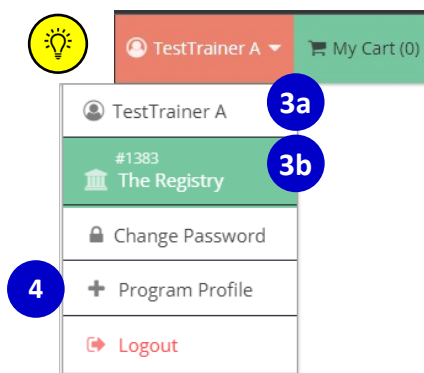 TestTrainer A My Cart (0)
TestTrainer A 3a
#1383
The Registry 3b
Change Password
4 Program Profile
Logout